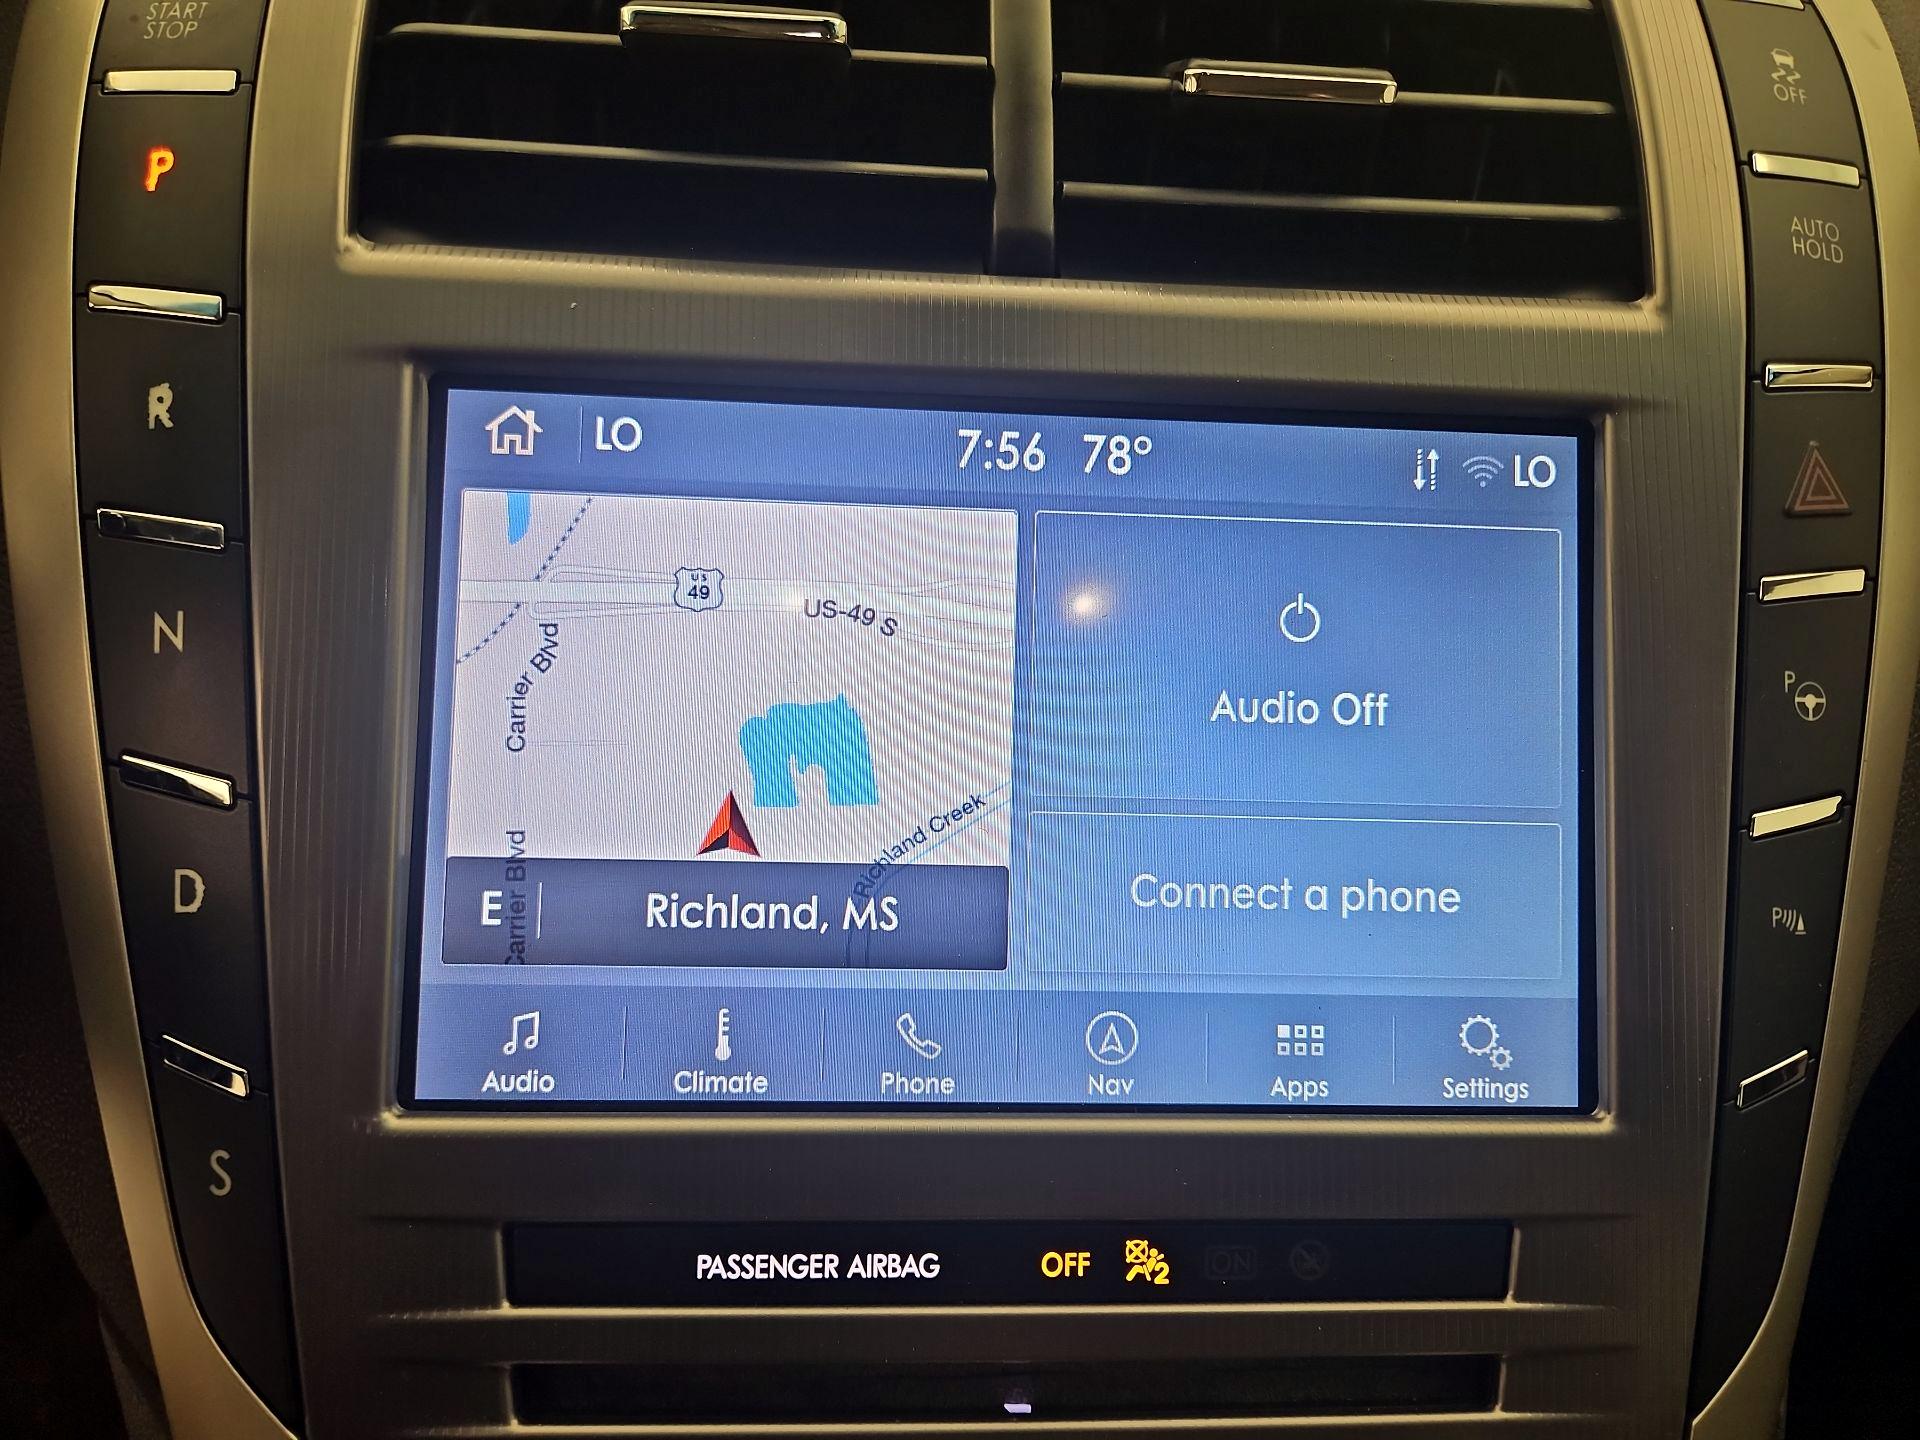 START
STOP
P
R
N
D
S
LO
7:56 78°
LO
US
49
US-49 S
Carrier Blvd
Carrier Blvd
Richland Creek
E
Richland, MS
Audio Off
Connect a phone
Audio
Climate
Phone
Nav
Apps
Settings
PASSENGER AIRBAG OFF 2 ON
OFF
AUTO
HOLD
P
P